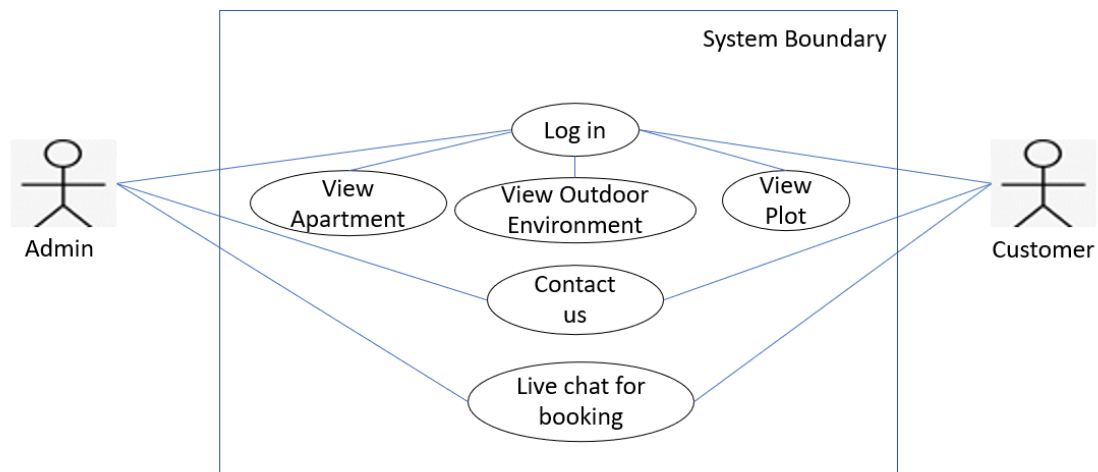 System Boundary
Log in
View
Apartment
View Outdoor
Environment
View
Plot
Admin
Customer
Contact
us
Live chat for
booking